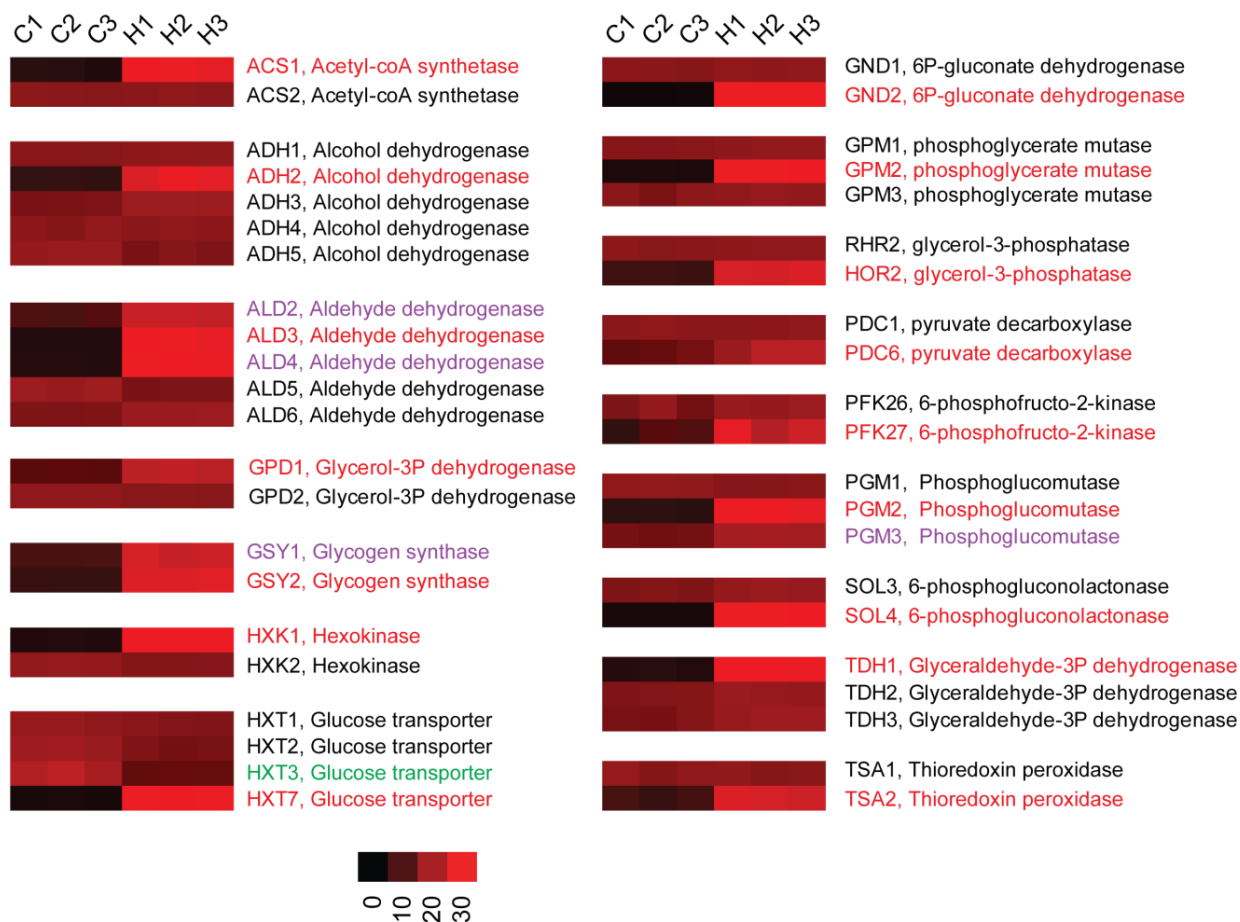 C1 C2 C3 H1 H2 H3
ACS1, Acetyl-coA synthetase
ACS2, Acetyl-coA synthetase
ADH1, Alcohol dehydrogenase
ADH2, Alcohol dehydrogenase
ADH3, Alcohol dehydrogenase
ADH4, Alcohol dehydrogenase
ADH5, Alcohol dehydrogenase
ALD2, Aldehyde dehydrogenase
ALD3, Aldehyde dehydrogenase
ALD4, Aldehyde dehydrogenase
ALD5, Aldehyde dehydrogenase
ALD6, Aldehyde dehydrogenase
GPD1, Glycerol-3P dehydrogenase
GPD2, Glycerol-3P dehydrogenase
GSY1, Glycogen synthase
GSY2, Glycogen synthase
HXK1, Hexokinase
HXK2, Hexokinase
HXT1, Glucose transporter
HXT2, Glucose transporter
HXT3, Glucose transporter
HXT7, Glucose transporter
C1 C2 C3 H1 H2 H3
GND1, 6P-gluconate dehydrogenase
GND2, 6P-gluconate dehydrogenase
GPM1, phosphoglycerate mutase
GPM2, phosphoglycerate mutase
GPM3, phosphoglycerate mutase
RHR2, glycerol-3-phosphatase
HOR2, glycerol-3-phosphatase
PDC1, pyruvate decarboxylase
PDC6, pyruvate decarboxylase
PFK26, 6-phosphofructo-2-kinase
PFK27, 6-phosphofructo-2-kinase
PGM1, Phosphoglucomutase
PGM2, Phosphoglucomutase
PGM3, Phosphoglucomutase
SOL3, 6-phosphogluconolactonase
SOL4, 6-phosphogluconolactonase
TDH1, Glyceraldehyde-3P dehydrogenase
TDH2, Glyceraldehyde-3P dehydrogenase
TDH3, Glyceraldehyde-3P dehydrogenase
TSA1, Thioredoxin peroxidase
TSA2, Thioredoxin peroxidase
0 10 20 30